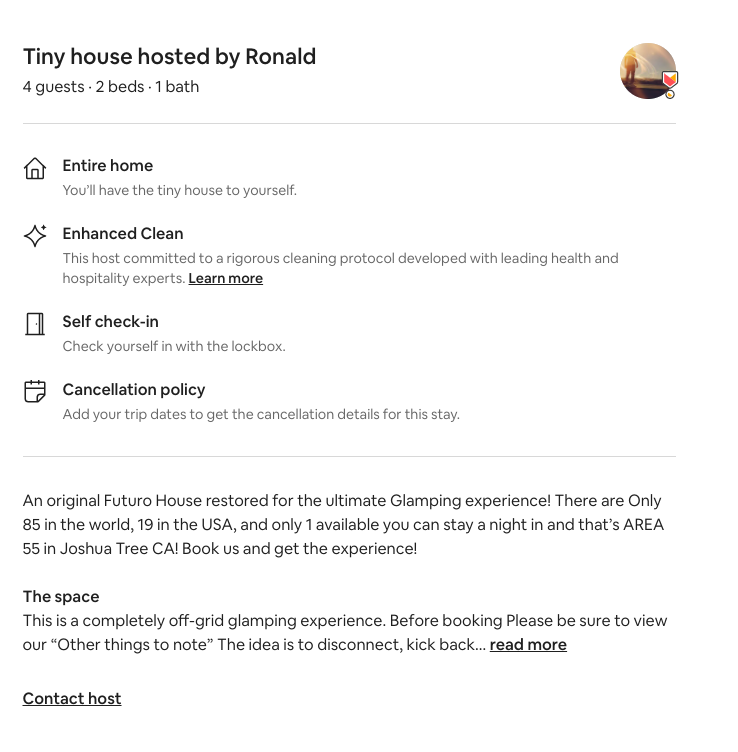 Tiny house hosted by Ronald
4 guests · 2 beds · 1 bath
Entire home
You’ll have the tiny house to yourself.
Enhanced Clean
This host committed to a rigorous cleaning protocol developed with leading health and
hospitality experts. Learn more
Self check-in
Check yourself in with the lockbox.
Cancellation policy
Add your trip dates to get the cancellation details for this stay.
An original Futuro House restored for the ultimate Glamping experience! There are Only
85 in the world, 19 in the USA, and only 1 available you can stay a night in and that’s AREA
55 in Joshua Tree CA! Book us and get the experience!
The space
This is a completely off-grid glamping experience. Before booking Please be sure to view
our “Other things to note” The idea is to disconnect, kick back... read more
Contact host